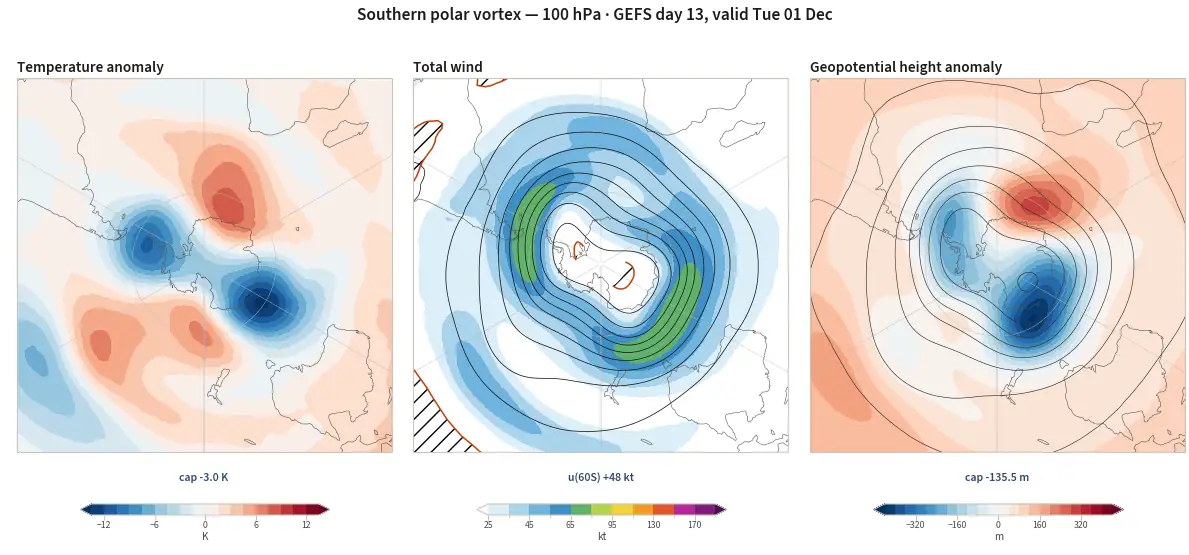 Southern polar vortex — 100 hPa · GEFS day 13, valid Tue 01 Dec
Temperature anomaly
Total wind
Geopotential height anomaly
cap -3.0 K
u(60S) +48 kt
cap -135.5 m
−12 −6 0 6 12
K
25 45 65 95 130 170
kt
−320 −160 0 160 320
m